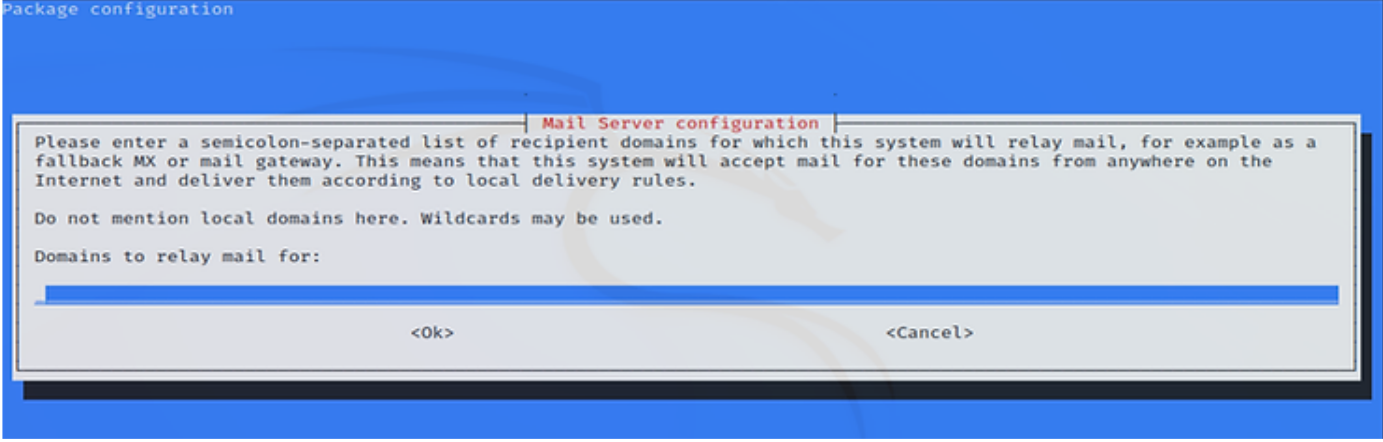 Package configuration
Mail Server configuration
Please enter a semicolon-separated list of recipient domains for which this system will relay mail, for example as a
fallback MX or mail gateway. This means that this system will accept mail for these domains from anywhere on the
Internet and deliver them according to local delivery rules.
Do not mention local domains here. Wildcards may be used.
Domains to relay mail for:
<Ok> <Cancel>